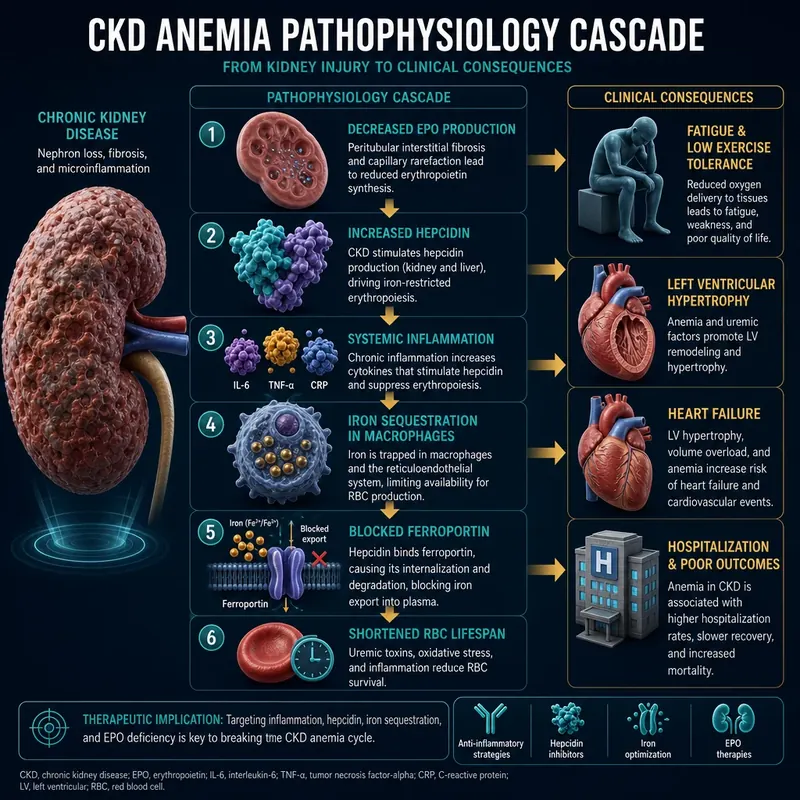 CKD ANEMIA PATHOPHYSIOLOGY CASCADE
FROM KIDNEY INJURY TO CLINICAL CONSEQUENCES
CHRONIC KIDNEY
DISEASE
Nephron loss, fibrosis,
and microinflammation
PATHOPHYSIOLOGY CASCADE
1
DECREASED EPO PRODUCTION
Peritubular interstitial fibrosis
and capillary rarefaction lead
to reduced erythropoietin
synthesis.
2
INCREASED HEPCIDIN
CKD stimulates hepcidin
production (kidney and liver),
driving iron-restricted
erythropoiesis.
3
IL-6
TNF-α
CRP
SYSTEMIC INFLAMMATION
Chronic inflammation increases
cytokines that stimulate hepcidin
and suppress erythropoiesis.
4
IRON SEQUESTRATION
IN MACROPHAGES
Iron is trapped in macrophages
and the reticuloendothelial
system, limiting availability for
RBC production.
5
Iron (Fe²⁺/Fe³⁺)
Blocked
export
Ferroportin
BLOCKED FERROPORTIN
Hepcidin binds ferroportin,
causing its internalization and
degradation, blocking iron
export into plasma.
6
SHORTENED RBC LIFESPAN
Uremic toxins, oxidative stress,
and inflammation reduce RBC
survival.
CLINICAL CONSEQUENCES
FATIGUE &
LOW EXERCISE
TOLERANCE
Reduced oxygen
delivery to tissues
leads to fatigue,
weakness, and
poor quality of life.
LEFT VENTRICULAR
HYPERTROPHY
Anemia and uremic
factors promote LV
remodeling and
hypertrophy.
HEART FAILURE
LV hypertrophy,
volume overload, and
anemia increase risk
of heart failure and
cardiovascular events.
H
HOSPITALIZATION
& POOR OUTCOMES
Anemia in CKD is
associated with
higher hospitalization
rates, slower recovery,
and increased
mortality.
THERAPEUTIC IMPLICATION: Targeting inflammation, hepcidin, iron sequestration,
and EPO deficiency is key to breaking the CKD anemia cycle.
Anti-inflammatory
strategies
Hepcidin
inhibitors
Iron
optimization
EPO
therapies
CKD, chronic kidney disease; EPO, erythropoietin; IL-6, interleukin-6; TNF-α, tumor necrosis factor-alpha; CRP, C-reactive protein;
LV, left ventricular; RBC, red blood cell.